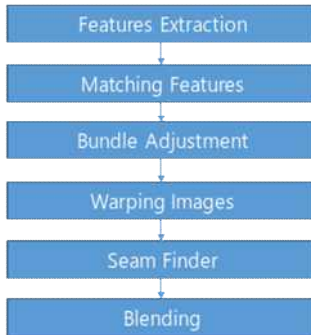 Features Extraction
Matching Features
Bundle Adjustment
Warping Images
Seam Finder
Blending